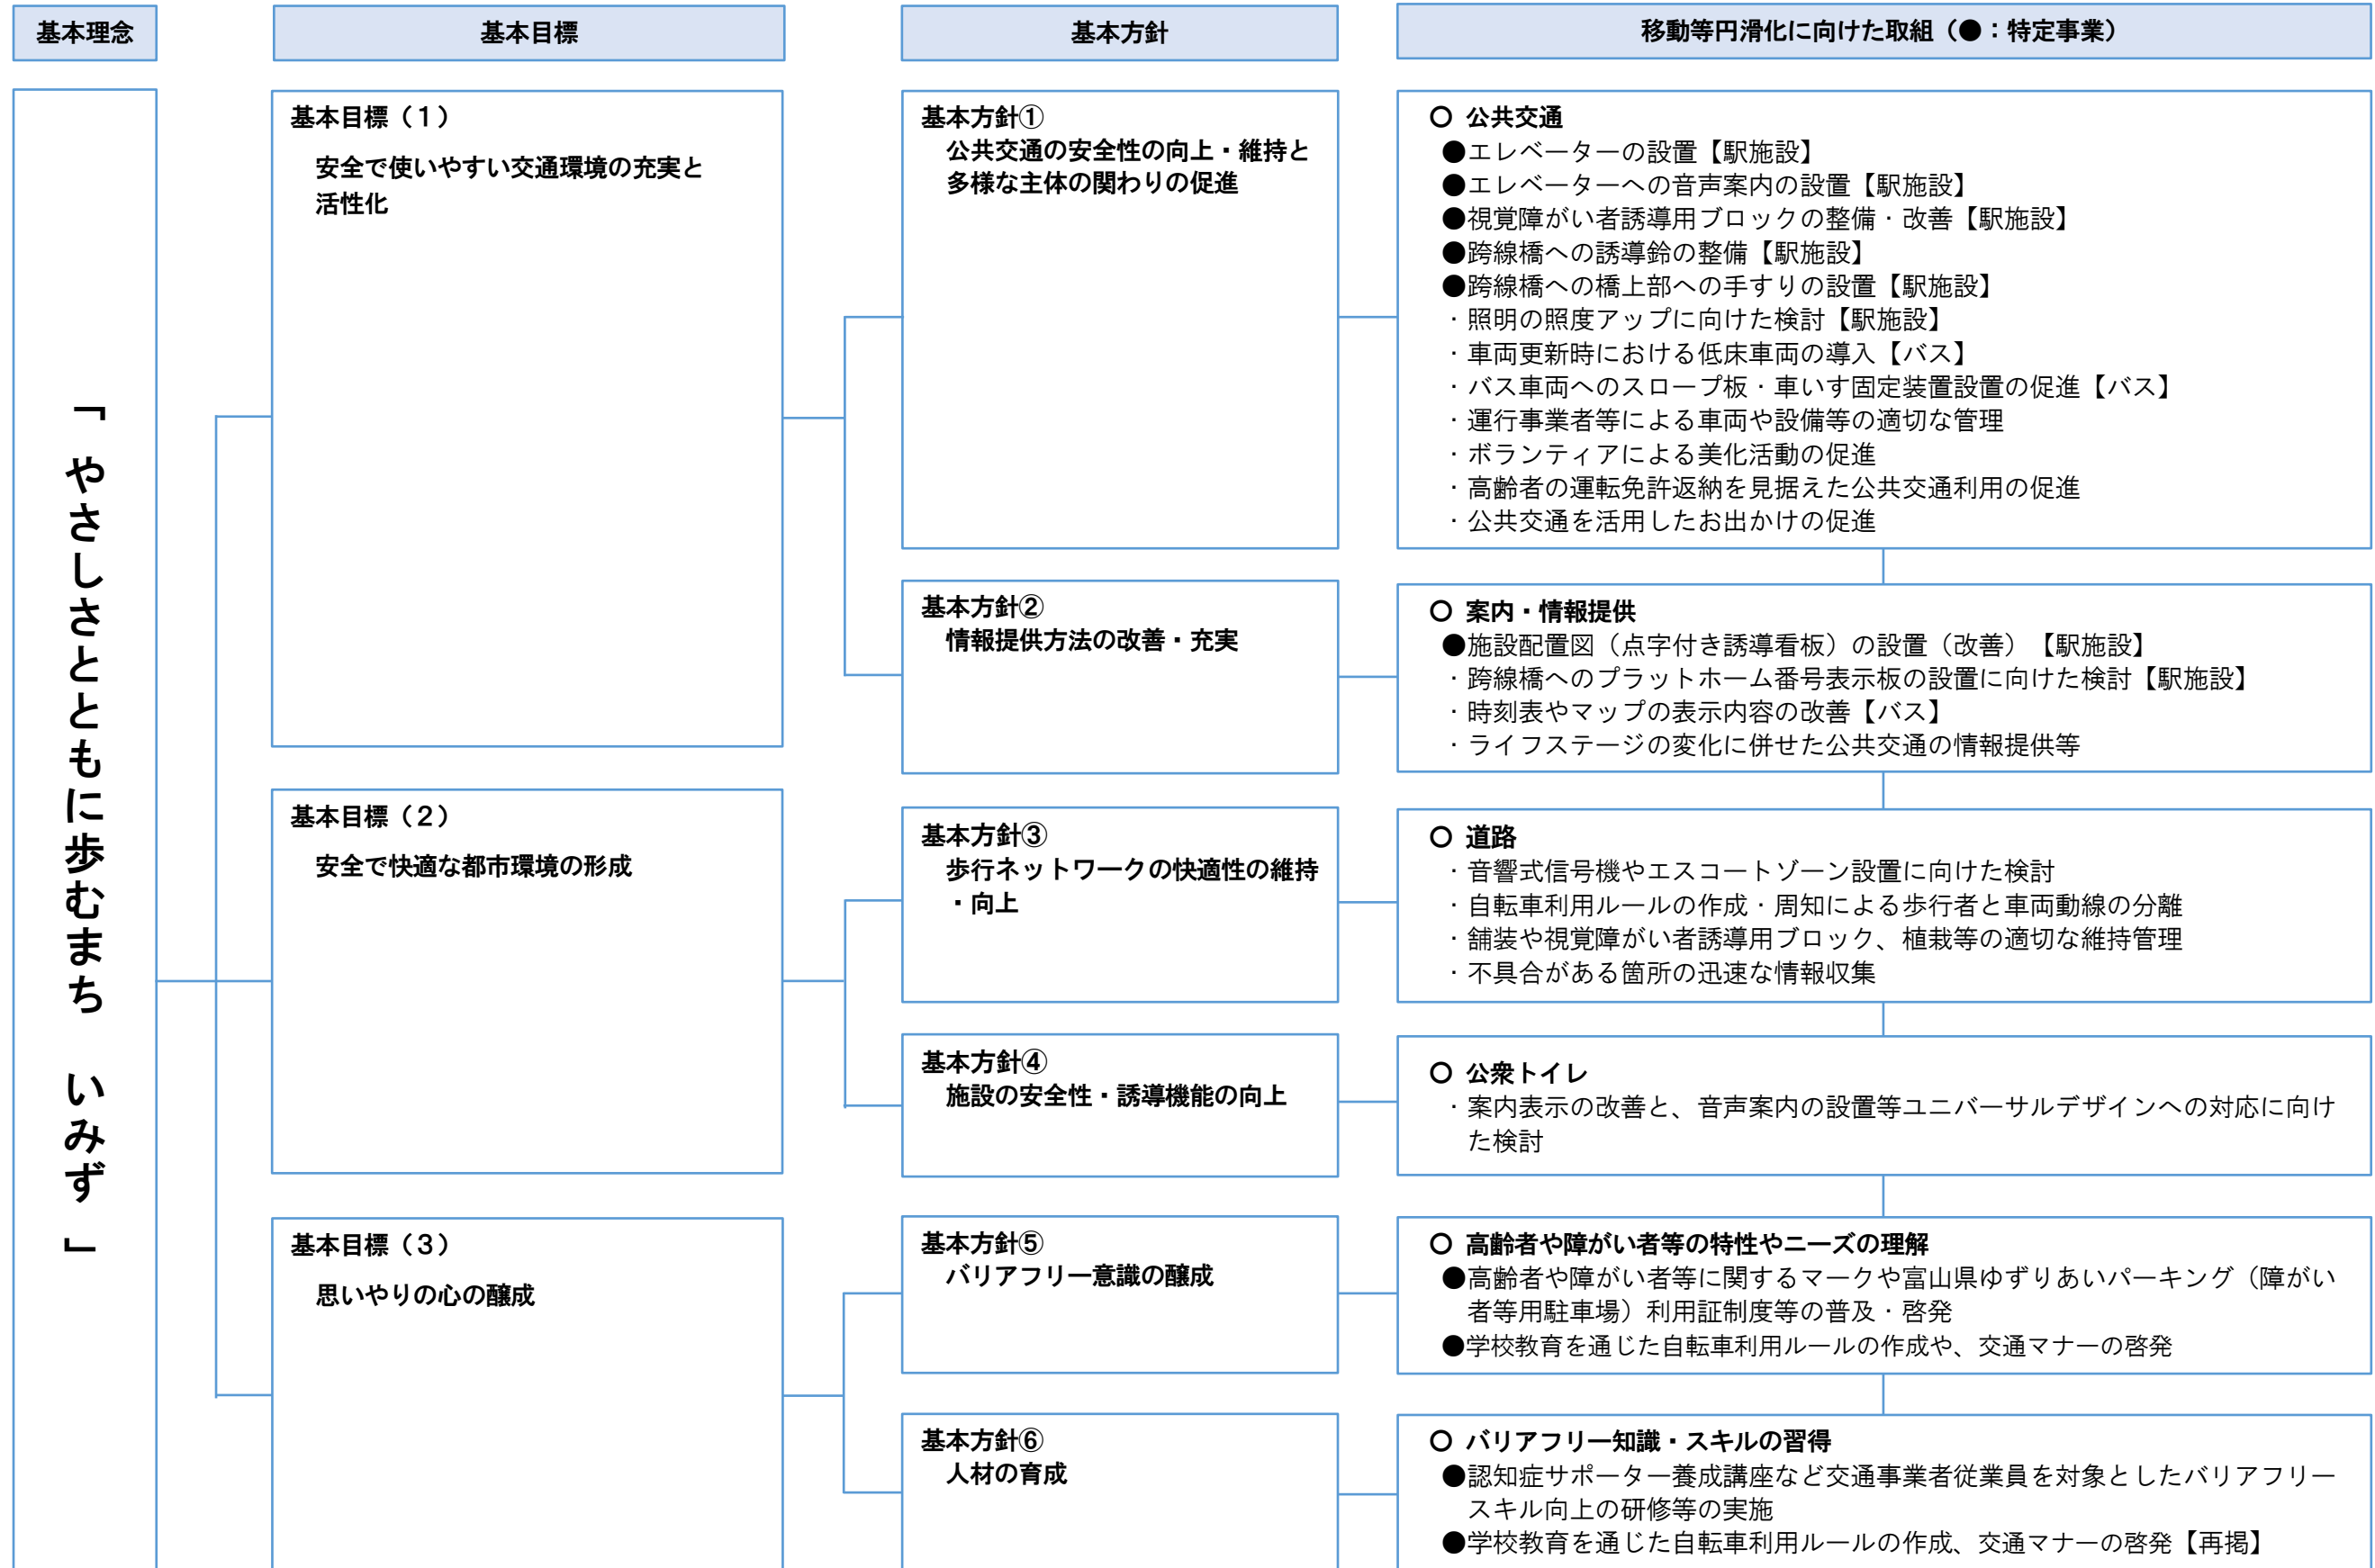 基本理念
基本目標
基本方針
移動等円滑化に向けた取組（●：特定事業）
「やさしさとともに歩むまち　いみず」
基本目標（１）
安全で使いやすい交通環境の充実と
活性化
基本方針①
公共交通の安全性の向上・維持と
多様な主体の関わりの促進
○ 公共交通
●エレベーターの設置【駅施設】
●エレベーターへの音声案内の設置【駅施設】
●視覚障がい者誘導用ブロックの整備・改善【駅施設】
●跨線橋への誘導鈴の整備【駅施設】
●跨線橋への橋上部への手すりの設置【駅施設】
・照明の照度アップに向けた検討【駅施設】
・車両更新時における低床車両の導入【バス】
・バス車両へのスロープ板・車いす固定装置設置の促進【バス】
・運行事業者等による車両や設備等の適切な管理
・ボランティアによる美化活動の促進
・高齢者の運転免許返納を見据えた公共交通利用の促進
・公共交通を活用したお出かけの促進
基本方針②
情報提供方法の改善・充実
○ 案内・情報提供
●施設配置図（点字付き誘導看板）の設置（改善）【駅施設】
・跨線橋へのプラットホーム番号表示板の設置に向けた検討【駅施設】
・時刻表やマップの表示内容の改善【バス】
・ライフステージの変化に併せた公共交通の情報提供等
基本目標（２）
安全で快適な都市環境の形成
基本方針③
歩行ネットワークの快適性の維持
・向上
○ 道路
・音響式信号機やエスコートゾーン設置に向けた検討
・自転車利用ルールの作成・周知による歩行者と車両動線の分離
・舗装や視覚障がい者誘導用ブロック、植栽等の適切な維持管理
・不具合がある箇所の迅速な情報収集
基本方針④
施設の安全性・誘導機能の向上
○ 公衆トイレ
・案内表示の改善と、音声案内の設置等ユニバーサルデザインへの対応に向け
た検討
基本目標（３）
思いやりの心の醸成
基本方針⑤
バリアフリー意識の醸成
○ 高齢者や障がい者等の特性やニーズの理解
●高齢者や障がい者等に関するマークや富山県ゆずりあいパーキング（障がい
者等用駐車場）利用証制度等の普及・啓発
●学校教育を通じた自転車利用ルールの作成や、交通マナーの啓発
基本方針⑥
人材の育成
○ バリアフリー知識・スキルの習得
●認知症サポーター養成講座など交通事業者従業員を対象としたバリアフリー
スキル向上の研修等の実施
●学校教育を通じた自転車利用ルールの作成、交通マナーの啓発【再掲】